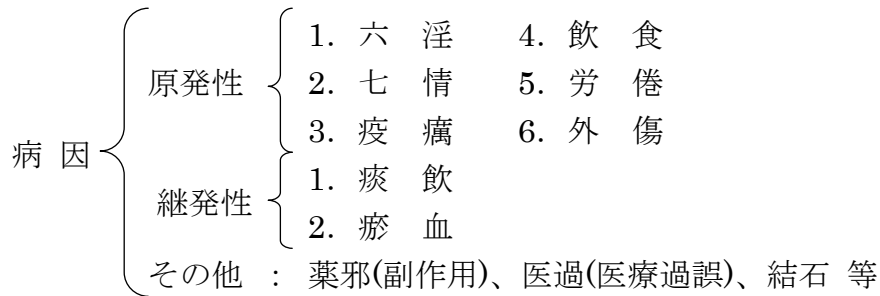 1. 六 淫 4. 飲 食
原発性 2. 七 情 5. 労 倦
3. 疫 癘 6. 外 傷
病 因
1. 痰 飲
継発性
2. 瘀 血
その他 : 薬邪(副作用)、医過(医療過誤)、結石 等